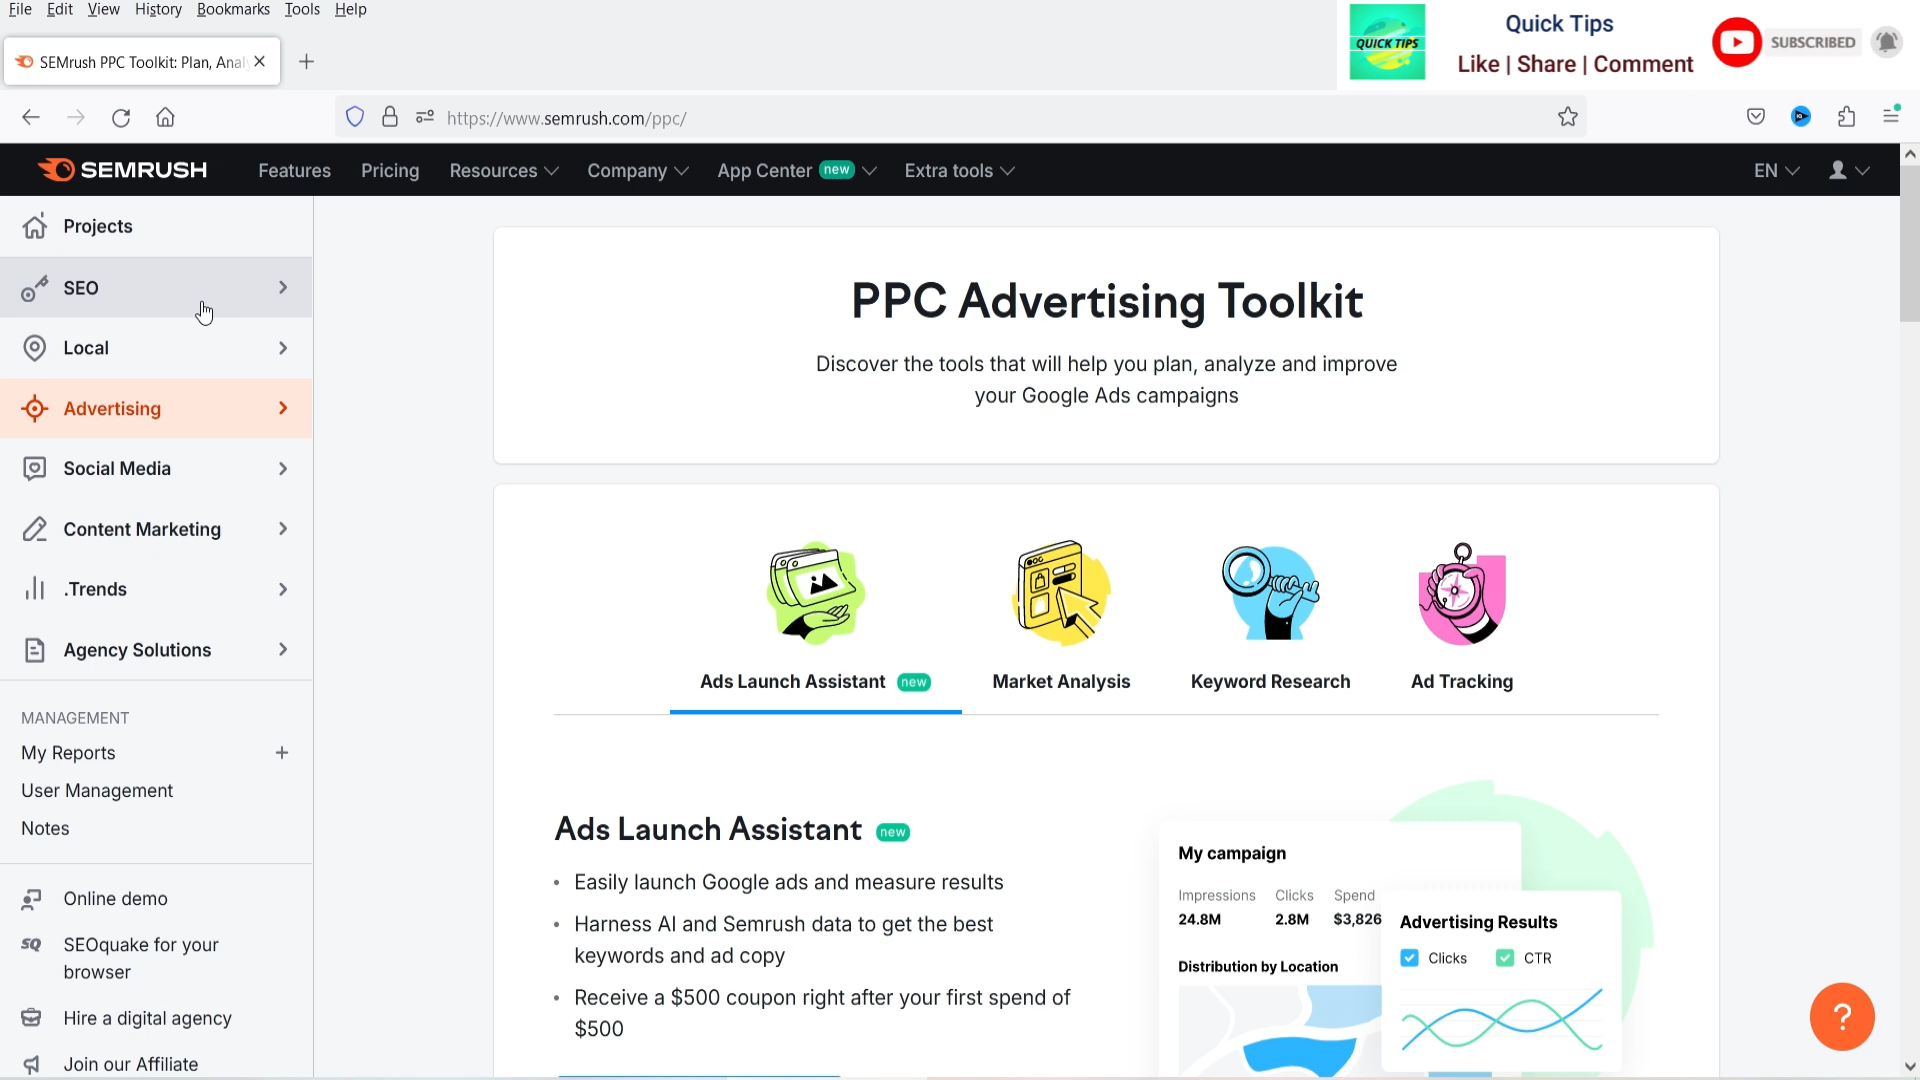 File Edit View History Bookmarks Tools Help
QUICK TIPS
Quick Tips
Like | Share | Comment
SUBSCRIBED
SEMrush PPC Toolkit: Plan, Anal
https://www.semrush.com/ppc/
SEMRUSH
Features Pricing Resources Company App Center new Extra tools EN
Projects
SEO
Local
Advertising
Social Media
Content Marketing
.Trends
Agency Solutions
MANAGEMENT
My Reports +
User Management
Notes
Online demo
SQ SEOquake for your
browser
Hire a digital agency
Join our Affiliate
PPC Advertising Toolkit
Discover the tools that will help you plan, analyze and improve
your Google Ads campaigns
Ads Launch Assistant new
Market Analysis
Keyword Research
Ad Tracking
Ads Launch Assistant new
• Easily launch Google ads and measure results
• Harness AI and Semrush data to get the best
keywords and ad copy
• Receive a $500 coupon right after your first spend of
$500
My campaign
Impressions Clicks Spend
24.8M 2.8M $3,826
Distribution by Location
Advertising Results
Clicks CTR
?